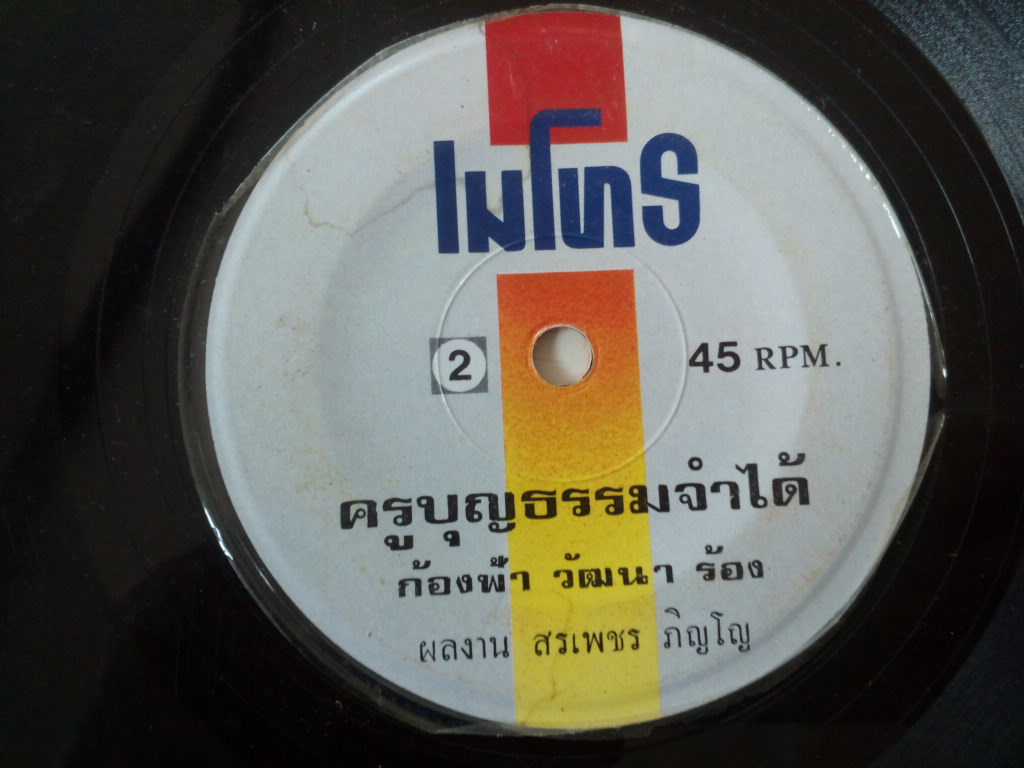 เมโทร
2 45 RPM.
ครูบุญธรรมจำได้
ก้องฟ้า วัฒนา ร้อง
ผลงาน สรเพชร ภิญโญ